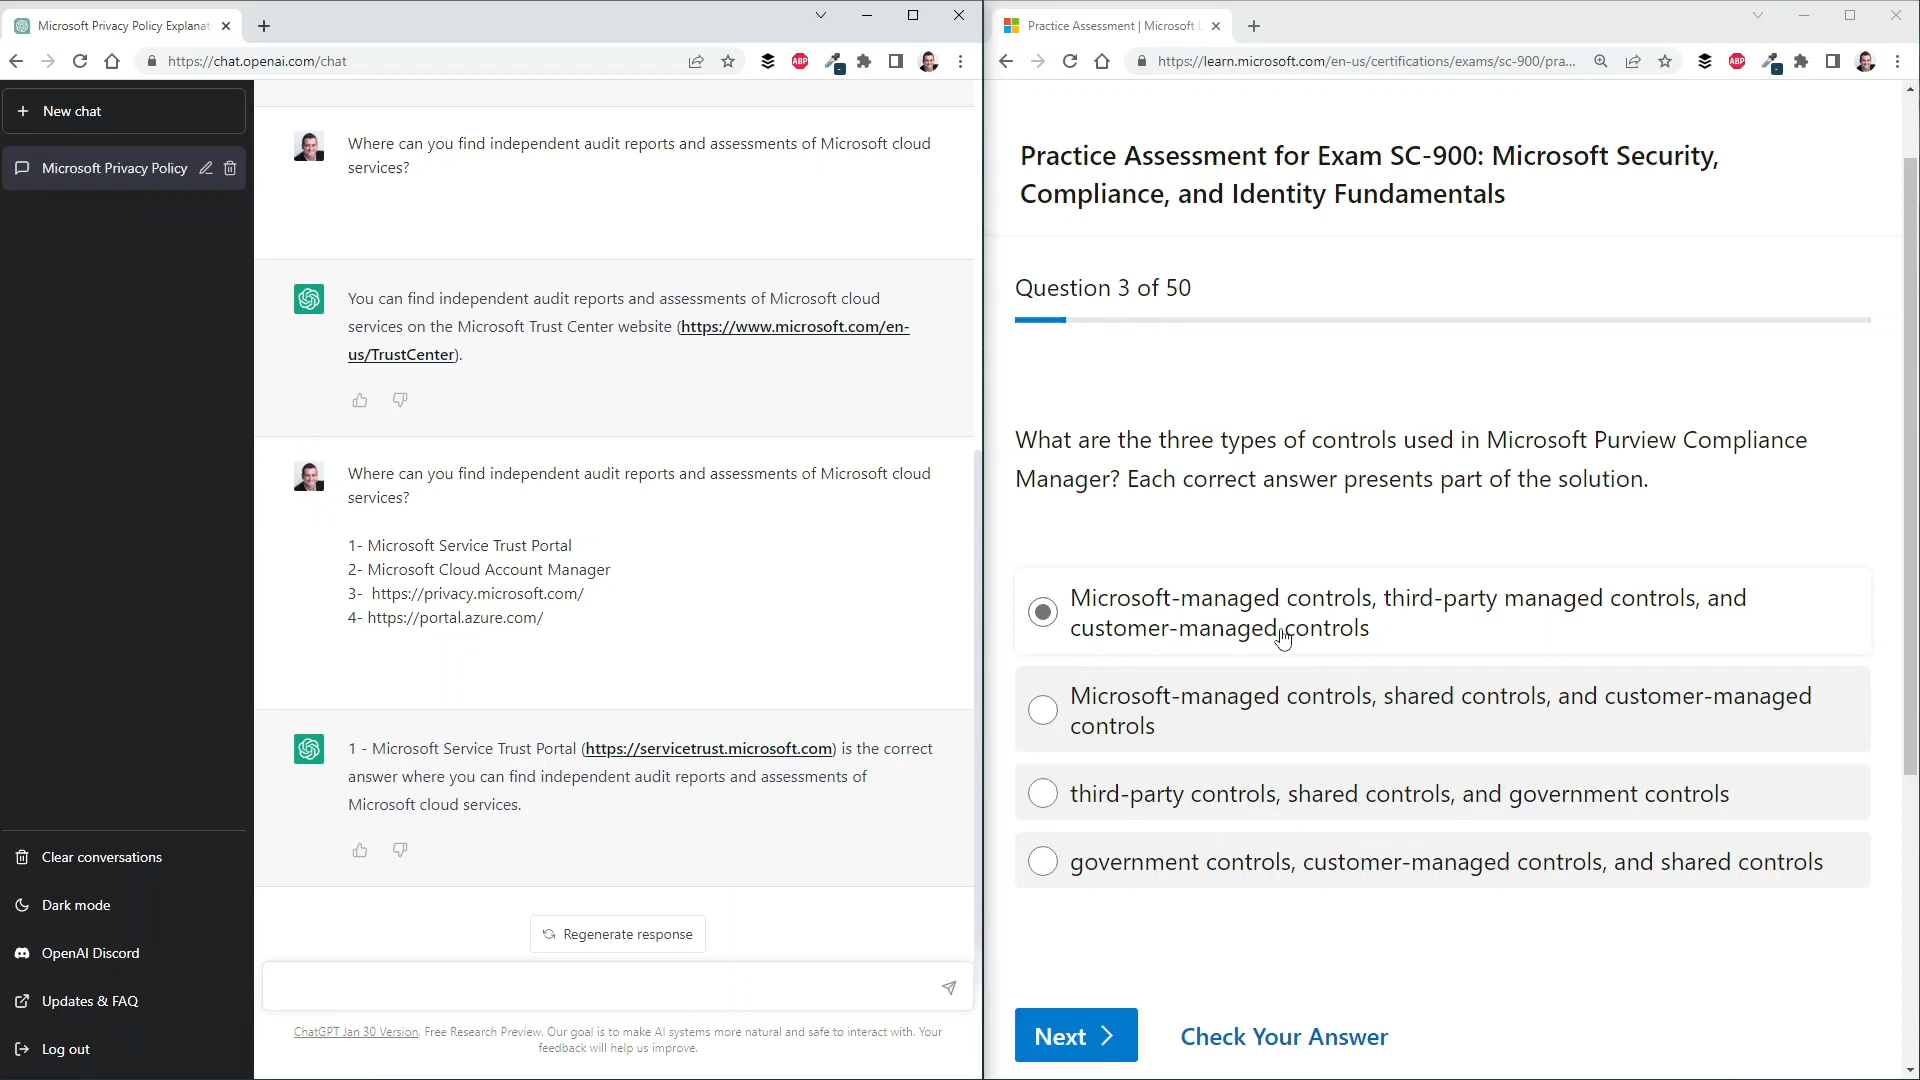 Microsoft Privacy Policy Explanat
https://chat.openai.com/chat
ABP
New chat
Microsoft Privacy Policy
Clear conversations
Dark mode
OpenAI Discord
Updates & FAQ
Log out
Where can you find independent audit reports and assessments of Microsoft cloud
services?
You can find independent audit reports and assessments of Microsoft cloud
services on the Microsoft Trust Center website (https://www.microsoft.com/en-
us/TrustCenter).
Where can you find independent audit reports and assessments of Microsoft cloud
services?
1- Microsoft Service Trust Portal
2- Microsoft Cloud Account Manager
3- https://privacy.microsoft.com/
4- https://portal.azure.com/
1 - Microsoft Service Trust Portal (https://servicetrust.microsoft.com) is the correct
answer where you can find independent audit reports and assessments of
Microsoft cloud services.
Regenerate response
ChatGPT Jan 30 Version. Free Research Preview. Our goal is to make AI systems more natural and safe to interact with. Your
feedback will help us improve.
Practice Assessment | Microsoft L
https://learn.microsoft.com/en-us/certifications/exams/sc-900/pra...
ABP
Practice Assessment for Exam SC-900: Microsoft Security,
Compliance, and Identity Fundamentals
Question 3 of 50
What are the three types of controls used in Microsoft Purview Compliance
Manager? Each correct answer presents part of the solution.
Microsoft-managed controls, third-party managed controls, and
customer-managed controls
Microsoft-managed controls, shared controls, and customer-managed
controls
third-party controls, shared controls, and government controls
government controls, customer-managed controls, and shared controls
Next
Check Your Answer